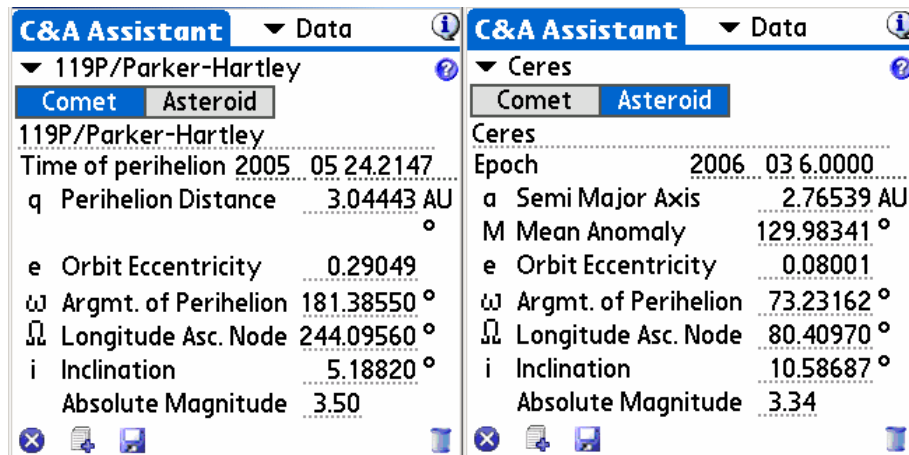 C&A Assistant Data
119P/Parker-Hartley
Comet Asteroid
119P/Parker-Hartley
Time of perihelion 2005 05 24.2147
q Perihelion Distance 3.04443 AU
°
e Orbit Eccentricity 0.29049
ω Argmt. of Perihelion 181.38550 °
Ω Longitude Asc. Node 244.09560 °
i Inclination 5.18820 °
Absolute Magnitude 3.50
C&A Assistant Data
Ceres
Comet Asteroid
Ceres
Epoch 2006 03 6.0000
a Semi Major Axis 2.76539 AU
M Mean Anomaly 129.98341 °
e Orbit Eccentricity 0.08001
ω Argmt. of Perihelion 73.23162 °
Ω Longitude Asc. Node 80.40970 °
i Inclination 10.58687 °
Absolute Magnitude 3.34